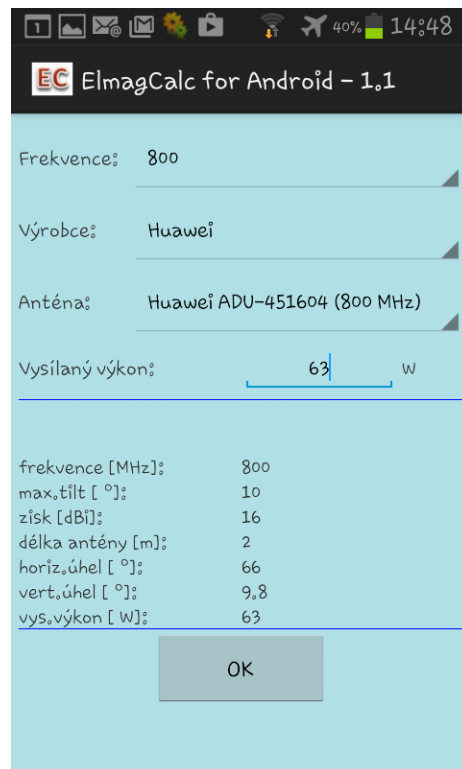 1 40% 14:48
EC ElmagCalc for Android - 1.1
Frekvence: 800
Výrobce: Huawei
Anténa: Huawei ADU-451604 (800 MHz)
Vysílaný výkon: 63 W
frekvence [MHz]: 800
max.tilt [ °]: 10
zisk [dBi]: 16
délka antény [m]: 2
horiz.úhel [ °]: 66
vert.úhel [ °]: 9.8
vys.výkon [ W]: 63
OK